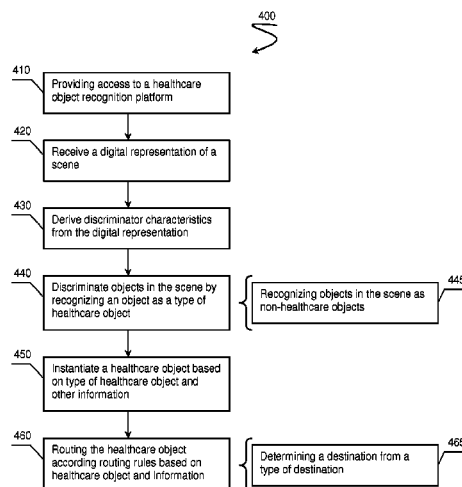 400
410
Providing access to a healthcare
object recognition platform
420
Receive a digital representation of a
scene
430
Derive discriminator characteristics
from the digital representation
440
Discriminate objects in the scene by
recognizing an object as a type of
healthcare object
445
Recognizing objects in the scene as
non-healthcare objects
450
Instantiate a healthcare object based
on type of healthcare object and
other information
460
Routing the healthcare object
according routing rules based on
healthcare object and Information
465
Determining a destination from a
type of destination